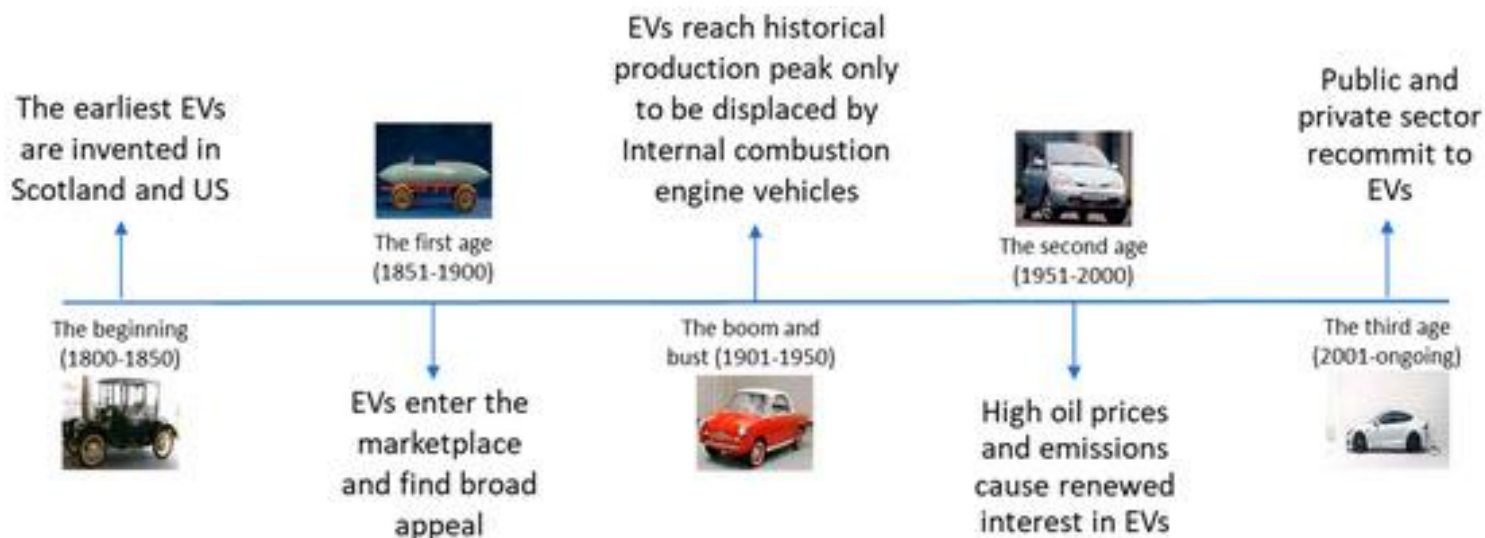 The earliest EVs
are invented in
Scotland and US
The beginning
(1800-1850)
The first age
(1851-1900)
EVs enter the
marketplace
and find broad
appeal
EVs reach historical
production peak only
to be displaced by
Internal combustion
engine vehicles
The boom and
bust (1901-1950)
The second age
(1951-2000)
High oil prices
and emissions
cause renewed
interest in EVs
Public and
private sector
recommit to
EVs
The third age
(2001-ongoing)